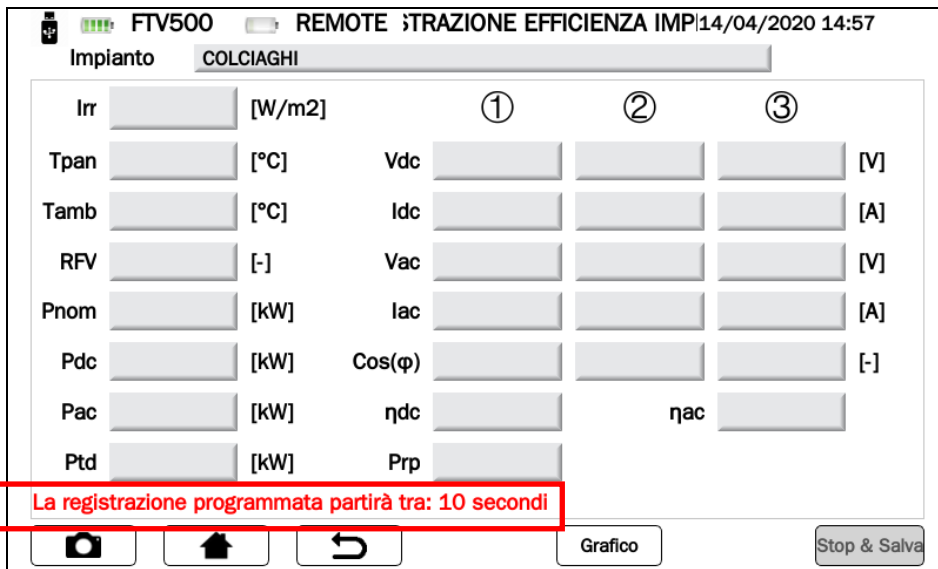 FTV500 REMOTE STRAZIONE EFFICIENZA IMP 14/04/2020 14:57
Impianto COLCIAGHI
Irr [W/m2] ① ② ③
Tpan [°C] Vdc [V]
Tamb [°C] Idc [A]
RFV [-] Vac [V]
Pnom [kW] Iac [A]
Pdc [kW] Cos(φ) [-]
Pac [kW] ηdc ηac
Ptd [kW] Prp
La registrazione programmata partirà tra: 10 secondi
Grafico Stop & Salva